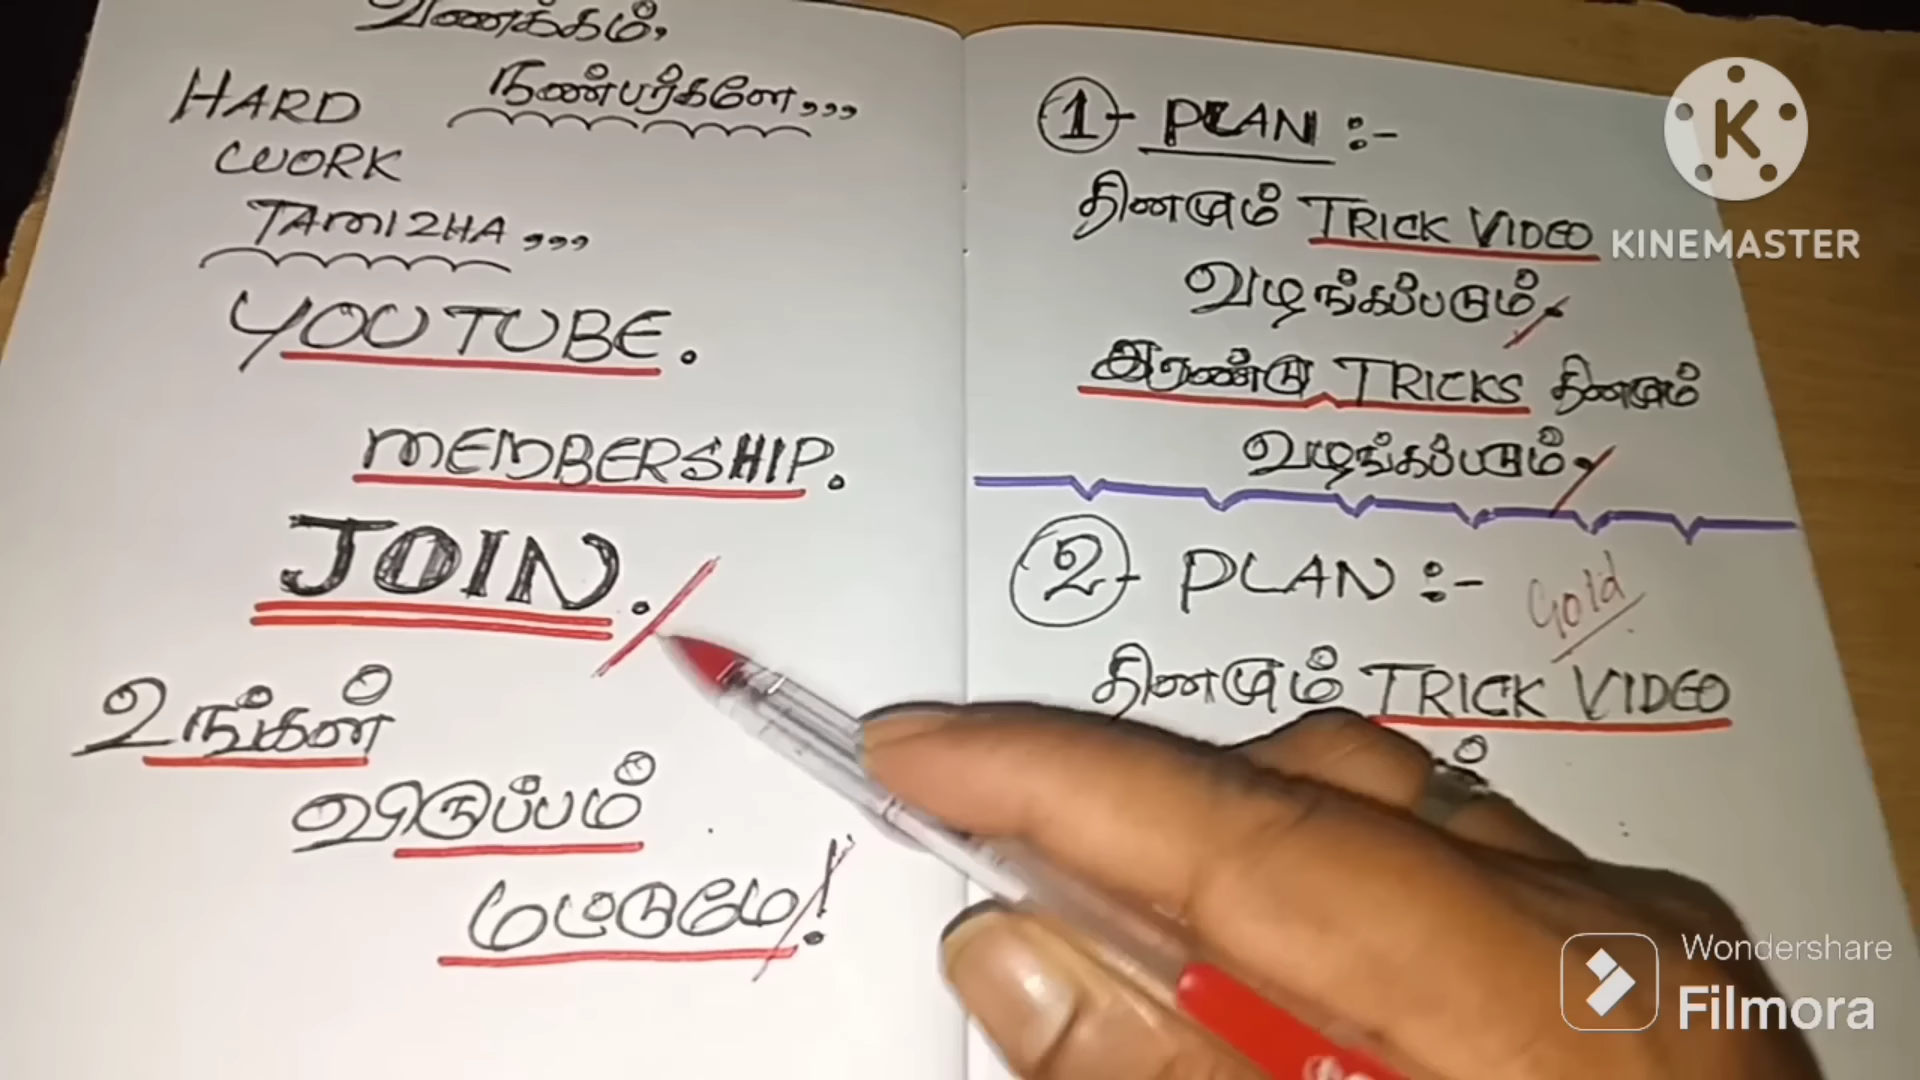 வணக்கம்,
நண்பர்களே,,,
HARD
WORK
TAMIZHA,,,
YOUTUBE.
MEMBERSHIP.
JOIN.
உங்கள்
விருப்பம்
மட்டுமே!
1- PLAN :-
தினமும் TRICK VIDEO
வழங்கப்படும்.
இரண்டு TRICKS தினமும்
வழங்கப்படும்.
2- PLAN :- Gold
தினமும் TRICK VIDEO
KINEMASTER
Wondershare
Filmora